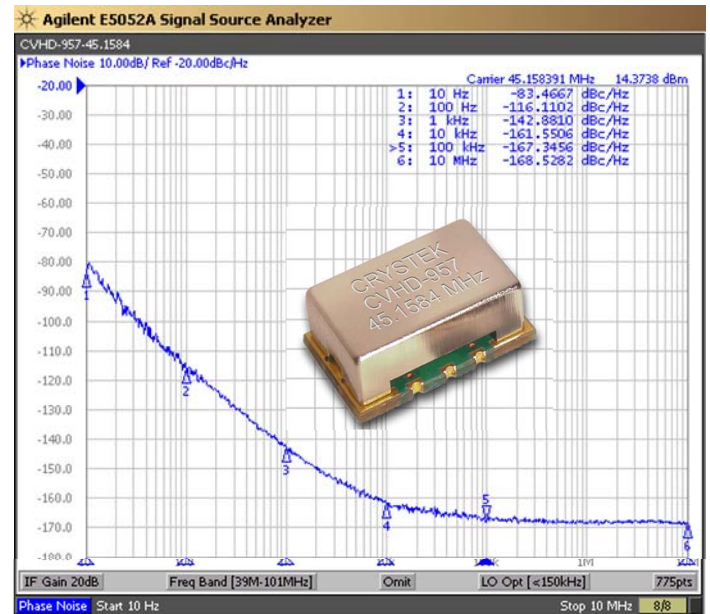 Agilent E5052A Signal Source Analyzer
CVHD-957-45.1584
Phase Noise 10.00dB/ Ref -20.00dBc/Hz
Carrier 45.158391 MHz 14.3738 dBm
1: 10 Hz -83.4667 dBc/Hz
2: 100 Hz -116.1102 dBc/Hz
3: 1 kHz -142.8810 dBc/Hz
4: 10 kHz -161.5506 dBc/Hz
>5: 100 kHz -167.3456 dBc/Hz
6: 10 MHz -168.5282 dBc/Hz
-20.00
-30.00
-40.00
-50.00
-60.00
-70.00
-80.00
-90.00
-100.0
-110.0
-120.0
-130.0
-140.0
-150.0
-160.0
-170.0
-180.0
1
2
3
4
5
6
CRYSTEK
CVHD-957
45.1584 MHz
1M
IF Gain 20dB
Freq Band [39M-101MHz]
Omit
LO Opt [<150kHz]
775pts
Phase Noise Start 10 Hz
Stop 10 MHz 8/8